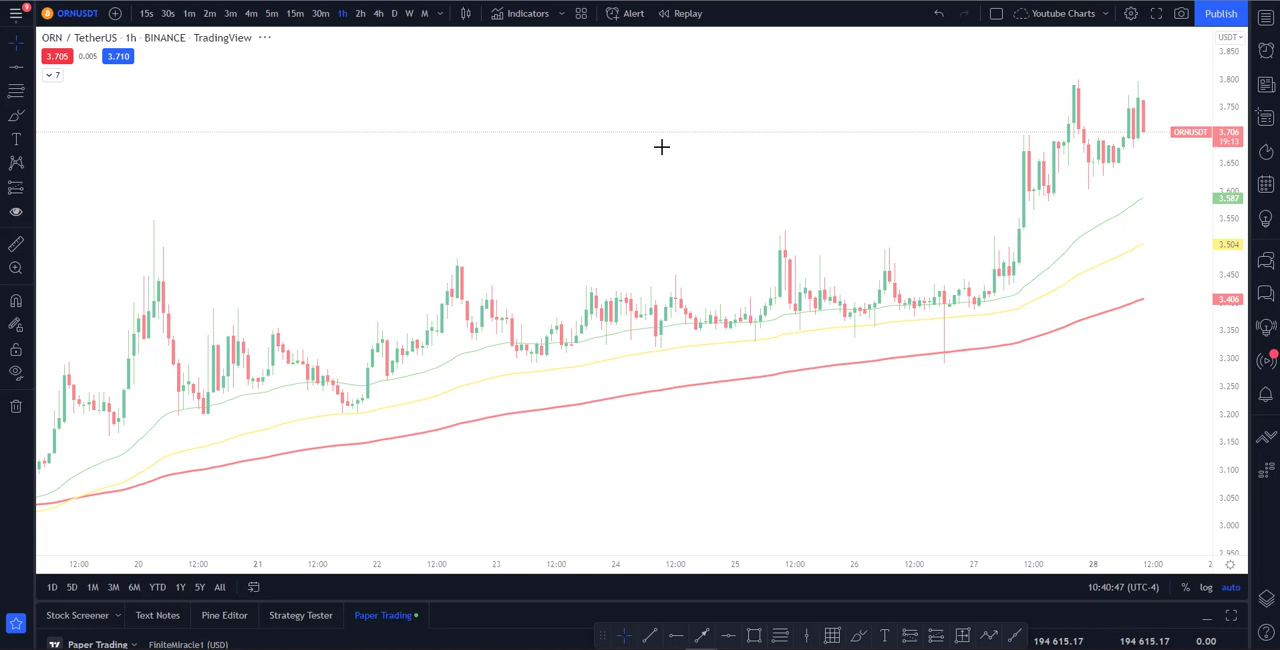 9
ORNUSDT
15s 30s 1m 2m 3m 4m 5m 15m 30m 1h 2h 4h D W M
Indicators
Alert
Replay
Youtube Charts
Publish
ORN / TetherUS · 1h · BINANCE · TradingView ···
3.705 0.005 3.710
7
USDT
3.850
3.800
3.750
ORNUSDT 3.706
19:13
3.650
3.600
3.587
3.550
3.504
3.450
3.406
3.350
3.300
3.250
3.200
3.150
3.100
3.050
3.000
2.950
12:00 20 12:00 21 12:00 22 12:00 23 12:00 24 12:00 25 12:00 26 12:00 27 12:00 28 12:00 2
1D 5D 1M 3M 6M YTD 1Y 5Y All
10:40:47 (UTC-4) % log auto
Stock Screener Text Notes Pine Editor Strategy Tester Paper Trading
Paper Trading FiniteMiracle1 (USD)
194 615.17 194 615.17 0.00